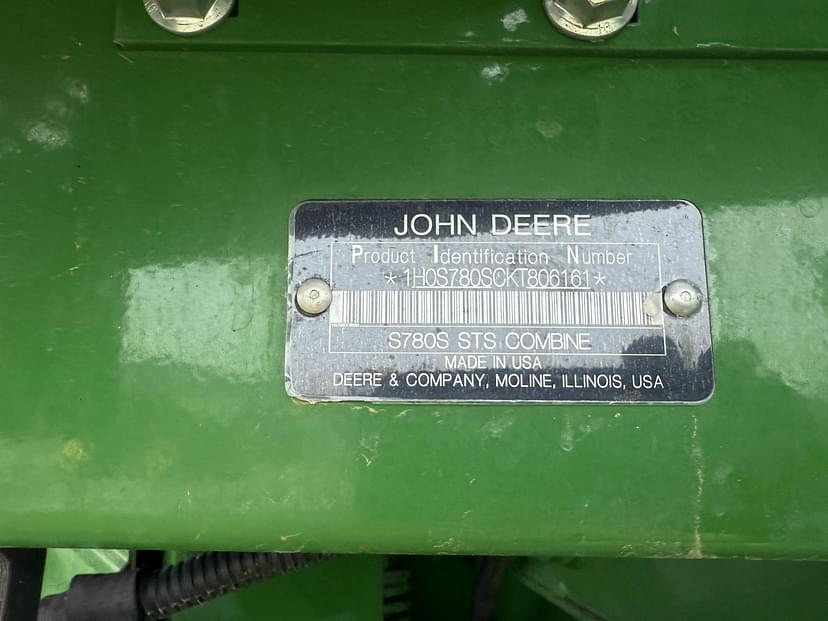 JOHN DEERE
Product Identification Number
*1H0S780SCKT806161*
S780S STS COMBINE
MADE IN USA
DEERE & COMPANY, MOLINE, ILLINOIS, USA